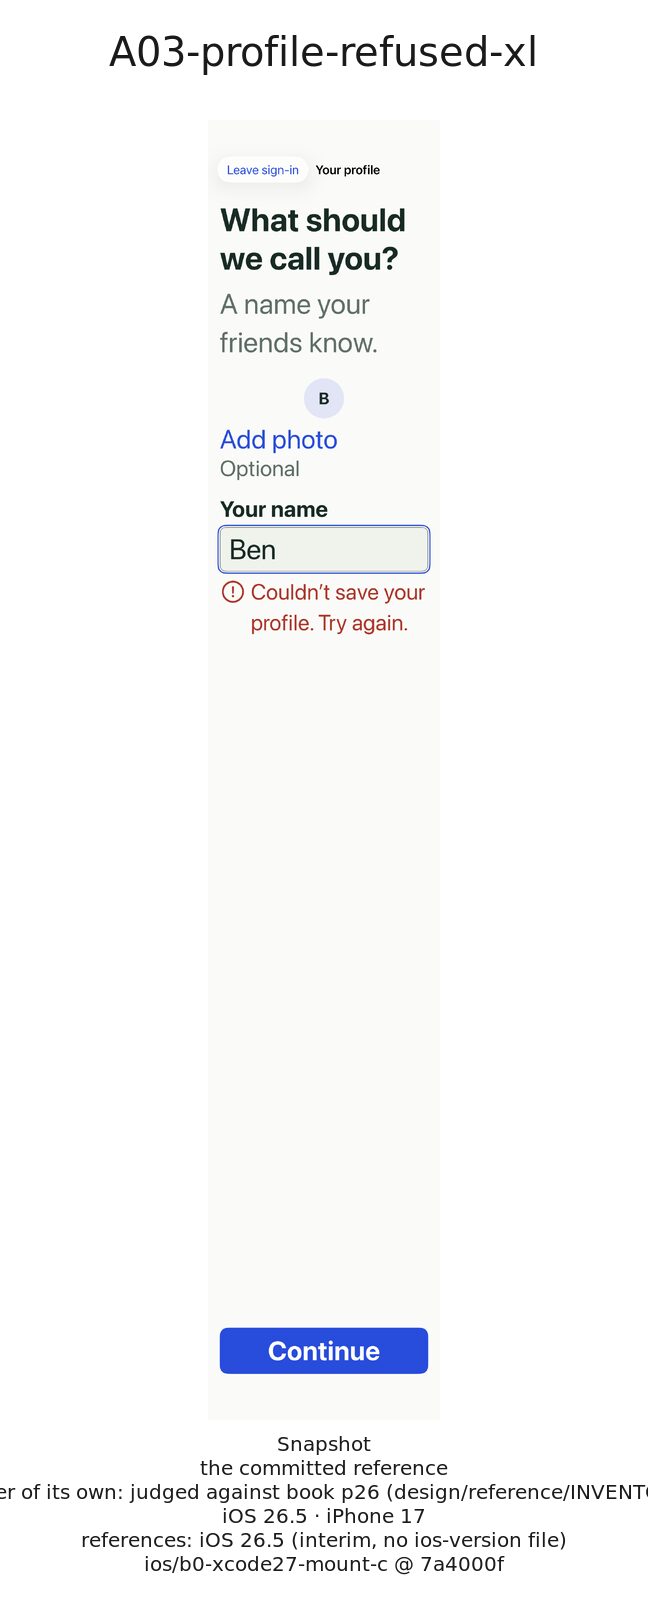 A03-profile-refused-xl
Leave sign-in Your profile
What should
we call you?
A name your
friends know.
B
Add photo
Optional
Your name
Ben
Couldn’t save your
profile. Try again.
Continue
Snapshot
the committed reference
of its own: judged against book p26 (design/reference/
iOS 26.5 · iPhone 17
references: iOS 26.5 (interim, no ios-version file)
ios/b0-xcode27-mount-c @ 7a4000f